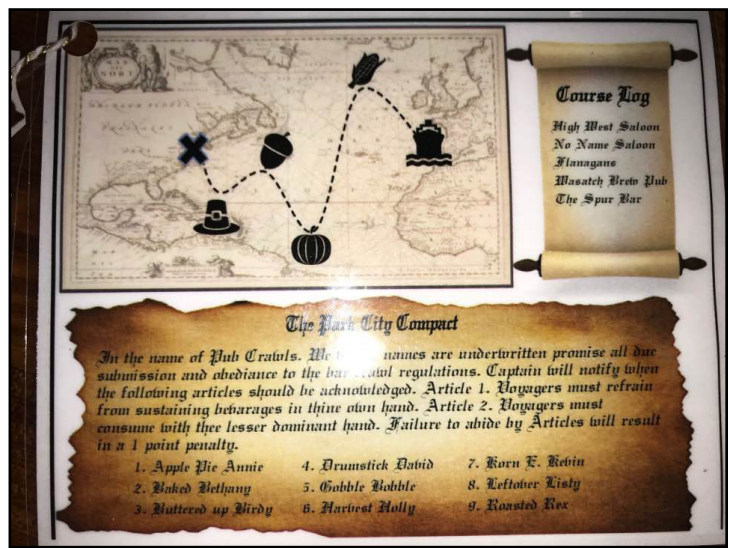 MAP
NORT
Course Log
High West Saloon
No Name Saloon
Flanagans
Wasatch Brew Pub
The Spur Bar
The Park City Compact
In the name of Pub Crawls. We names are underwritten promise all due
submission and obediance to the bar crawl regulations. Captain will notify when
the following articles should be acknowledged. Article 1. Voyagers must refrain
from sustaining bevarages in thine own hand. Article 2. Voyagers must
consume with thee lesser dominant hand. Failure to abide by Articles will result
in a 1 point penalty.
1. Apple Pie Annie
2. Baked Bethany
3. Buttered up Birdy
4. Drumstick David
5. Gobble Bobble
6. Harvest Holly
7. Korn E. Kevin
8. Leftover Listy
9. Roasted Rex